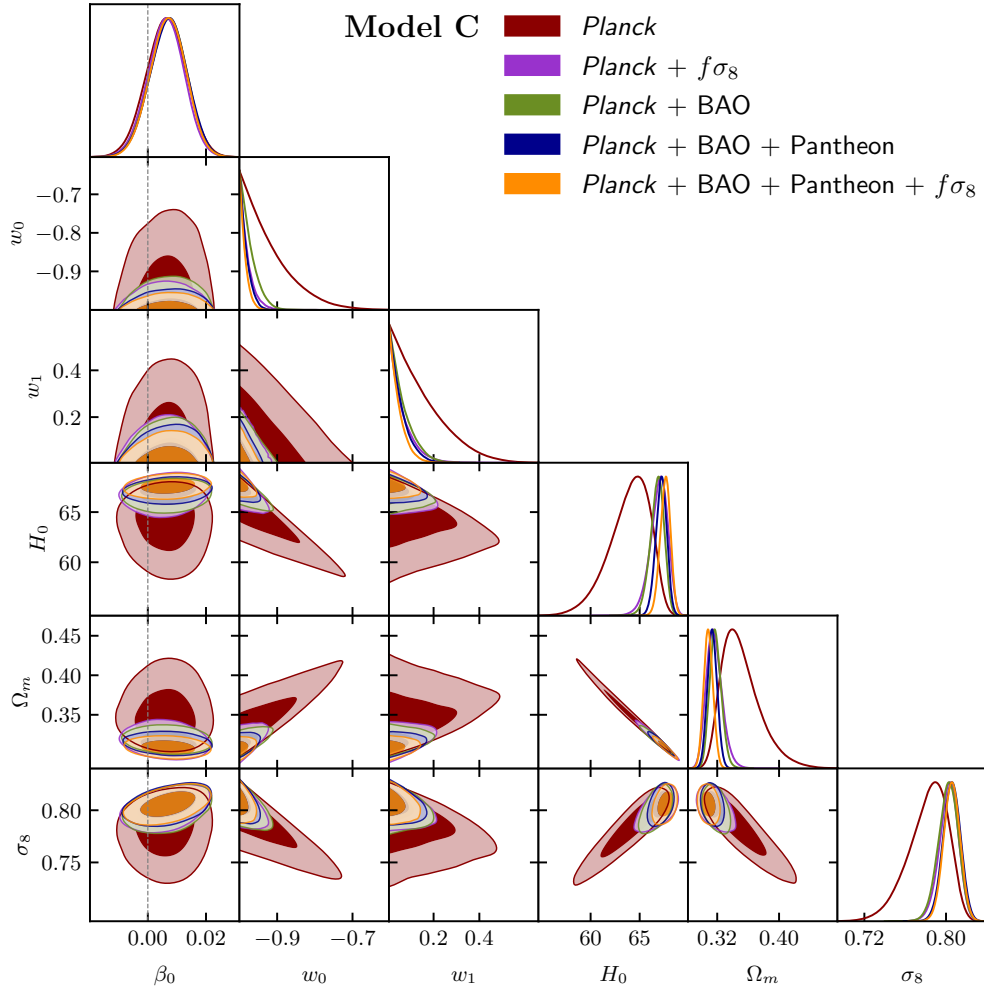 Model C
Planck
Planck + fσ₈
Planck + BAO
Planck + BAO + Pantheon
Planck + BAO + Pantheon + fσ₈
w₀
−0.7
−0.8
−0.9
w₁
0.4
0.2
H₀
65
60
Ωₘ
0.45
0.40
0.35
σ₈
0.80
0.75
0.00 0.02 −0.9 −0.7 0.2 0.4 60 65 0.32 0.40 0.72 0.80
β₀ w₀ w₁ H₀ Ωₘ σ₈